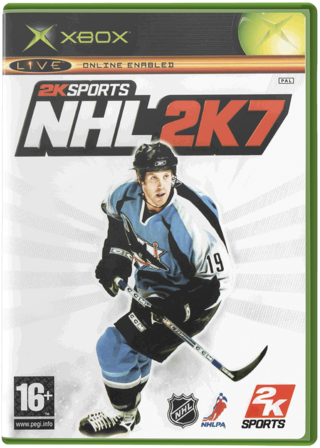 XBOX
LIVE ONLINE ENABLED
PAL
2K SPORTS
NHL 2K7
19
16+
www.pegi.info
NHL
NHLPA
2K
SPORTS